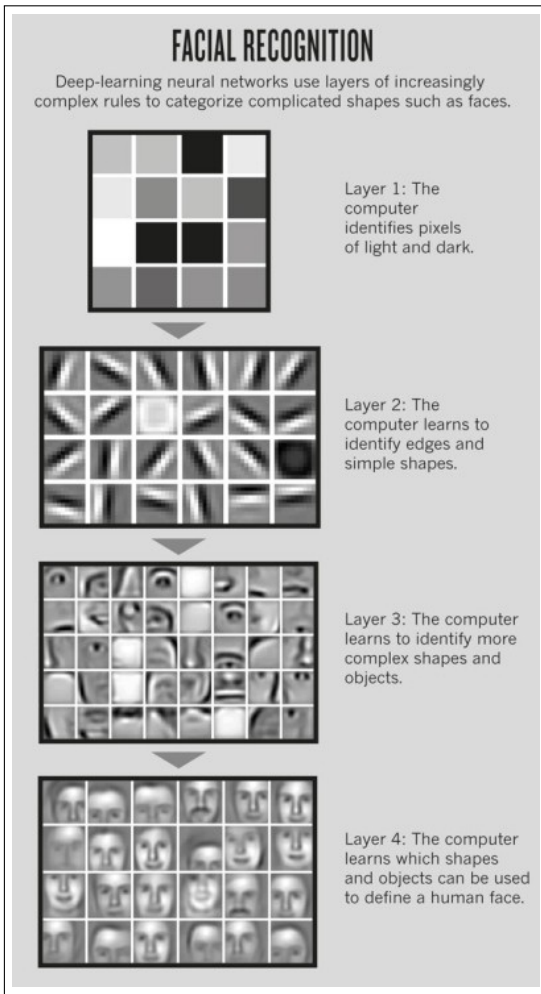 FACIAL RECOGNITION
Deep-learning neural networks use layers of increasingly
complex rules to categorize complicated shapes such as faces.
Layer 1: The
computer
identifies pixels
of light and dark.
Layer 2: The
computer learns to
identify edges and
simple shapes.
Layer 3: The computer
learns to identify more
complex shapes and
objects.
Layer 4: The computer
learns which shapes
and objects can be used
to define a human face.